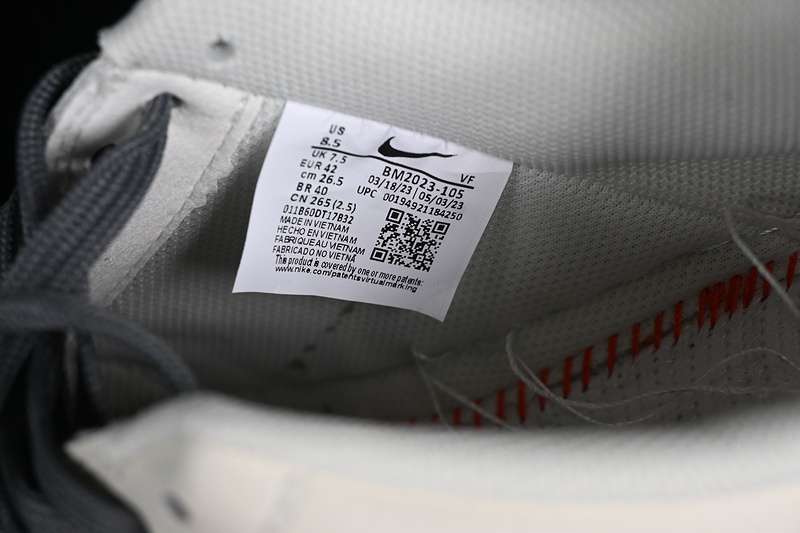 US
8.5
UK 7.5
EUR 42
cm 26.5
BR 40
CN 265 (2.5)
VF
BM2023-105
03/18/23 | 05/03/23
UPC 00194921184250
011B60DT17B32
MADE IN VIETNAM
HECHO EN VIETNAM
FABRIQUE AU VIETNAM
FABRICADO NO VIETNÃ
This product is covered by one or more patents:
www.nike.com/patentsvirtualmarking